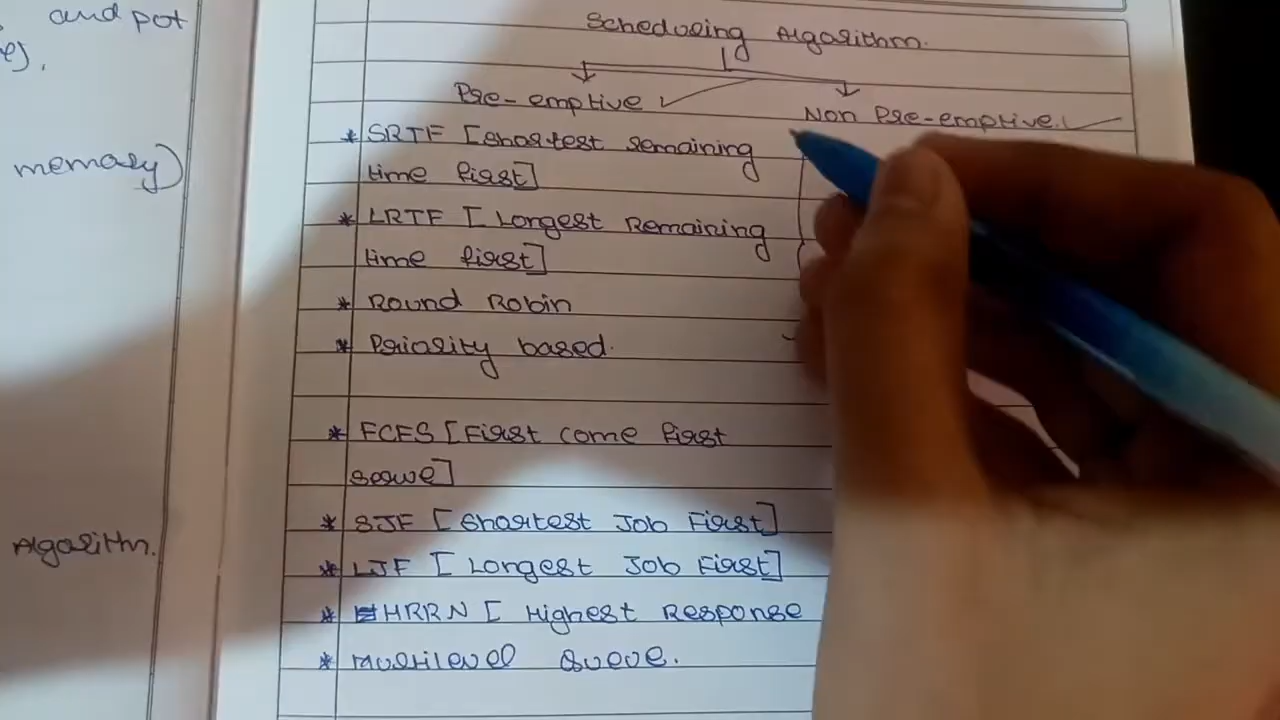 and pot
es).
memory)
Algorithm.
Scheduling Algorithm.
Pre-emptive ✓
Non Pre-emptive. ✓
* SRTF [Shortest remaining
time first]
* LRTF [Longest Remaining
time first]
* Round Robin
* Priority based.
* FCFS [First come first
serve]
* SJF [Shortest Job First]
* LJF [Longest Job First]
* HRRN [Highest Response
* Multilevel Queue.